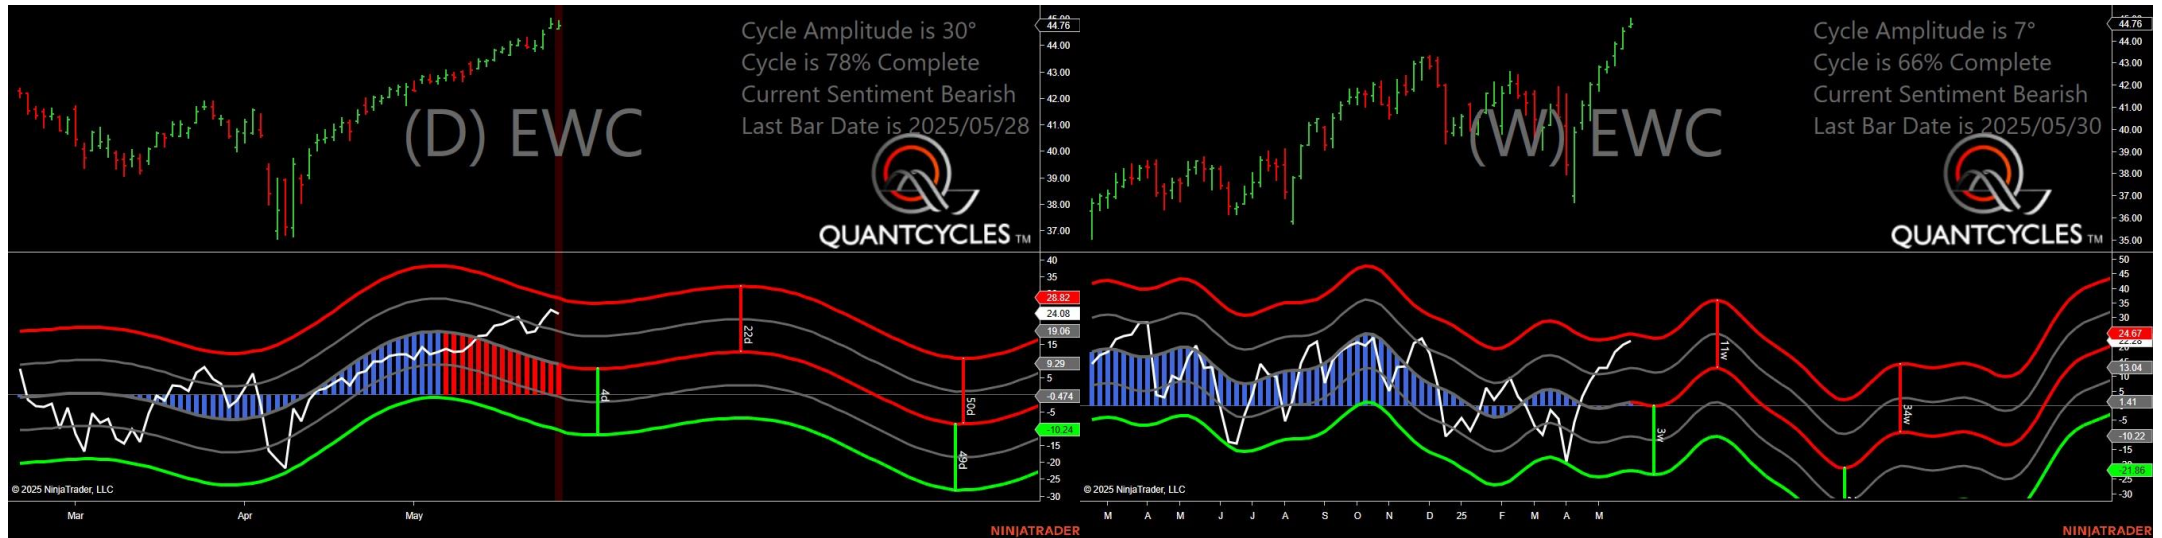 Cycle Amplitude is 30°
Cycle is 78% Complete
Current Sentiment Bearish
Last Bar Date is 2025/05/28
(D) EWC
QUANTCYCLES TM
44.76
44.00
43.00
42.00
41.00
40.00
39.00
38.00
37.00
40
35
28.82
24.08
19.06
15
9.29
5
-0.474
-5
-10.24
-15
-20
-25
-30
4d
22d
50d
49d
© 2025 NinjaTrader, LLC
Mar Apr May
NINJATRADER
Cycle Amplitude is 7°
Cycle is 66% Complete
Current Sentiment Bearish
Last Bar Date is 2025/05/30
(W) EWC
QUANTCYCLES TM
44.76
44.00
43.00
42.00
41.00
40.00
39.00
38.00
37.00
36.00
35.00
50
45
40
35
30
24.67
13.04
10
1.41
-5
-10.22
-15
-21.86
-25
-30
3w
11w
34w
© 2025 NinjaTrader, LLC
M A M J J A S O N D 25 F M A M
NINJATRADER